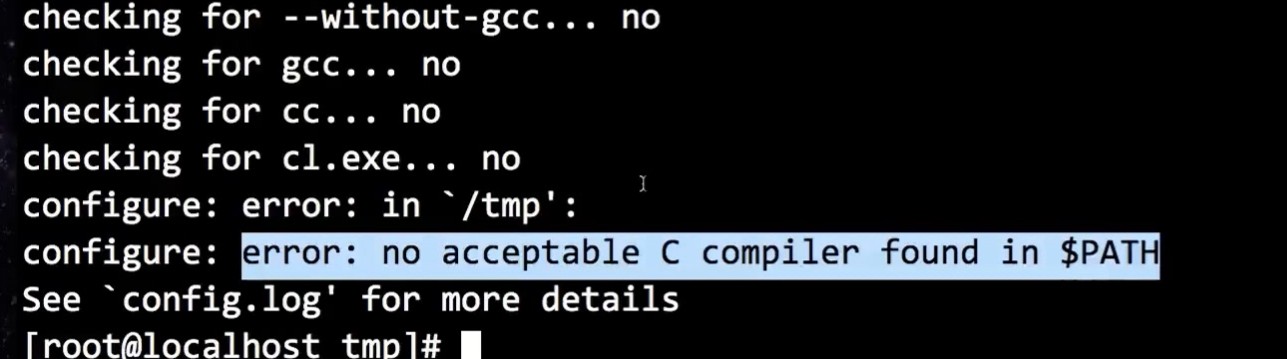 checking for --without-gcc... no
checking for gcc... no
checking for cc... no
checking for cl.exe... no
configure: error: in `/tmp':
configure: error: no acceptable C compiler found in $PATH
See `config.log' for more details
[root@localhost tmp]#